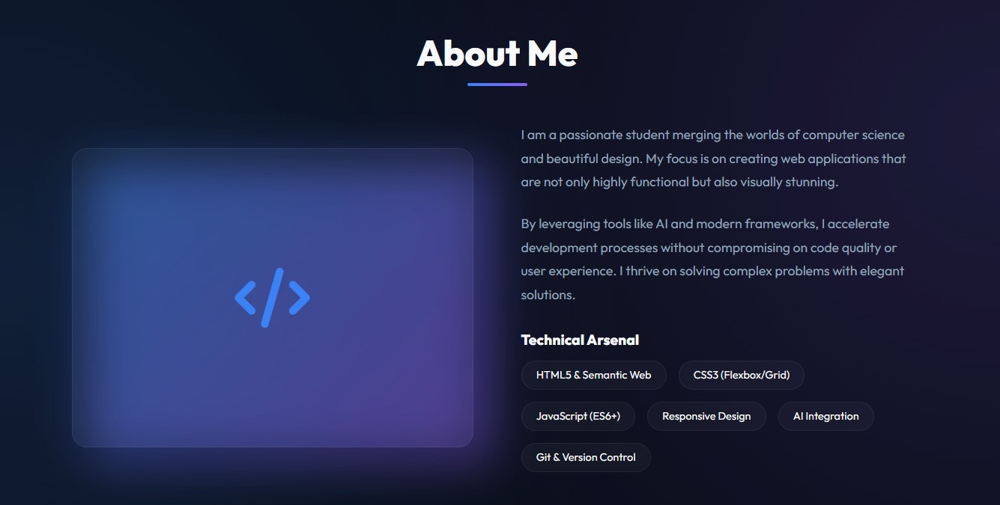 About Me
I am a passionate student merging the worlds of computer science
and beautiful design. My focus is on creating web applications that
are not only highly functional but also visually stunning.
By leveraging tools like AI and modern frameworks, I accelerate
development processes without compromising on code quality or
user experience. I thrive on solving complex problems with elegant
solutions.
Technical Arsenal
HTML5 & Semantic Web
CSS3 (Flexbox/Grid)
JavaScript (ES6+)
Responsive Design
AI Integration
Git & Version Control